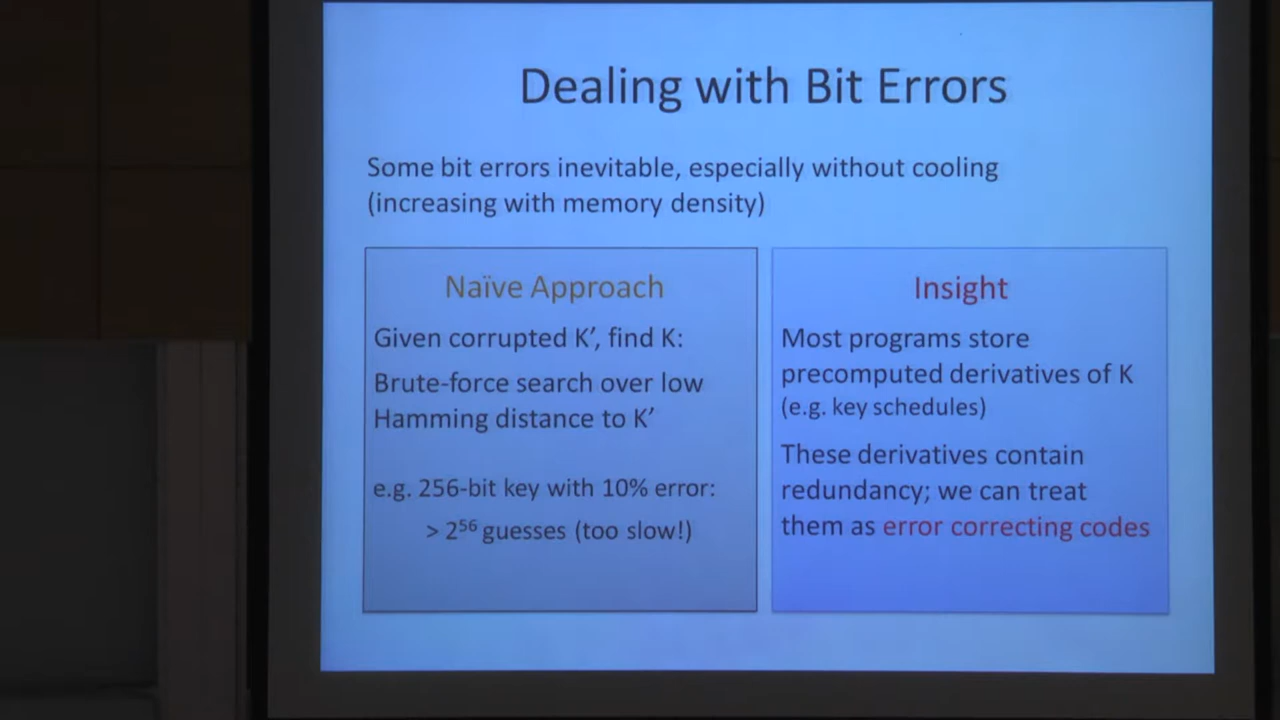 Dealing with Bit Errors
Some bit errors inevitable, especially without cooling
(increasing with memory density)
Naïve Approach
Given corrupted K’, find K:
Brute-force search over low
Hamming distance to K’
e.g. 256-bit key with 10% error:
> 2⁵⁶ guesses (too slow!)
Insight
Most programs store
precomputed derivatives of K
(e.g. key schedules)
These derivatives contain
redundancy; we can treat
them as error correcting codes